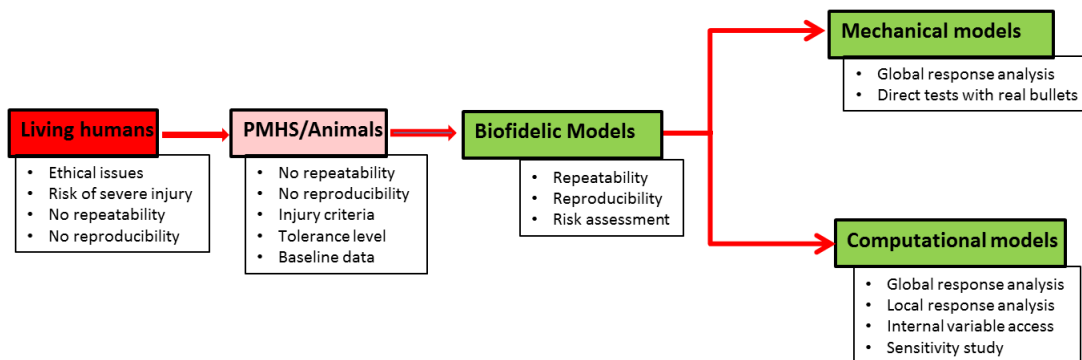 Living humans
• Ethical issues
• Risk of severe injury
• No repeatability
• No reproducibility
PMHS/Animals
• No repeatability
• No reproducibility
• Injury criteria
• Tolerance level
• Baseline data
Biofidelic Models
• Repeatability
• Reproducibility
• Risk assessment
Mechanical models
• Global response analysis
• Direct tests with real bullets
Computational models
• Global response analysis
• Local response analysis
• Internal variable access
• Sensitivity study